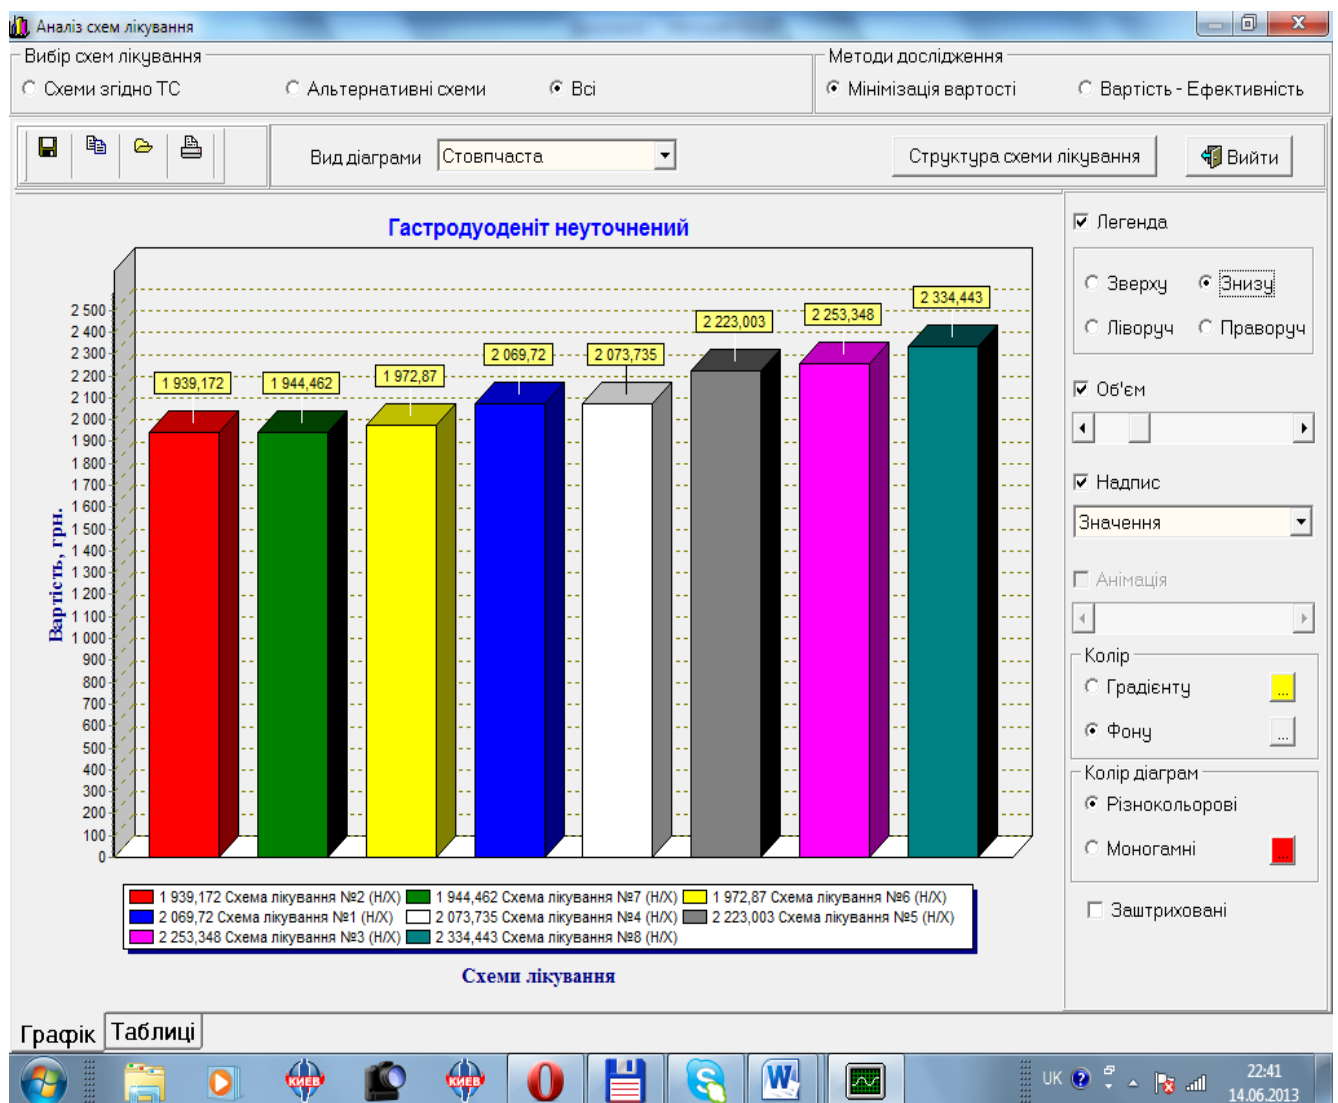 Аналіз схем лікування
Вибір схем лікування
Методи дослідження
Схеми згідно ТС
Альтернативні схеми
Всі
Мінімізація вартості
Вартість - Ефективність
Вид діаграми
Стовпчаста
Структура схеми лікування
Вийти
Гастродуоденіт неуточнений
2 500
2 400
2 300
2 200
2 100
2 000
1 900
1 800
1 700
1 600
1 500
1 400
1 300
1 200
1 100
1 000
900
800
700
600
500
400
300
200
100
0
Вартість, грн.
1 939,172
1 944,462
1 972,87
2 069,72
2 073,735
2 223,003
2 253,348
2 334,443
1 939,172 Схема лікування №2 (Н/Х) 1 944,462 Схема лікування №7 (Н/Х) 1 972,87 Схема лікування №6 (Н/Х)
2 069,72 Схема лікування №1 (Н/Х) 2 073,735 Схема лікування №4 (Н/Х) 2 223,003 Схема лікування №5 (Н/Х)
2 253,348 Схема лікування №3 (Н/Х) 2 334,443 Схема лікування №8 (Н/Х)
Схеми лікування
Легенда
Зверху
Знизу
Ліворуч
Праворуч
Об'єм
Надпис
Значення
Анімація
Колір
Градієнту
...
Фону
...
Колір діаграм
Різнокольорові
Моногамні
...
Заштриховані
Графік
Таблиці
КИЕВ
КИЕВ
W
UK
22:41
14.06.2013